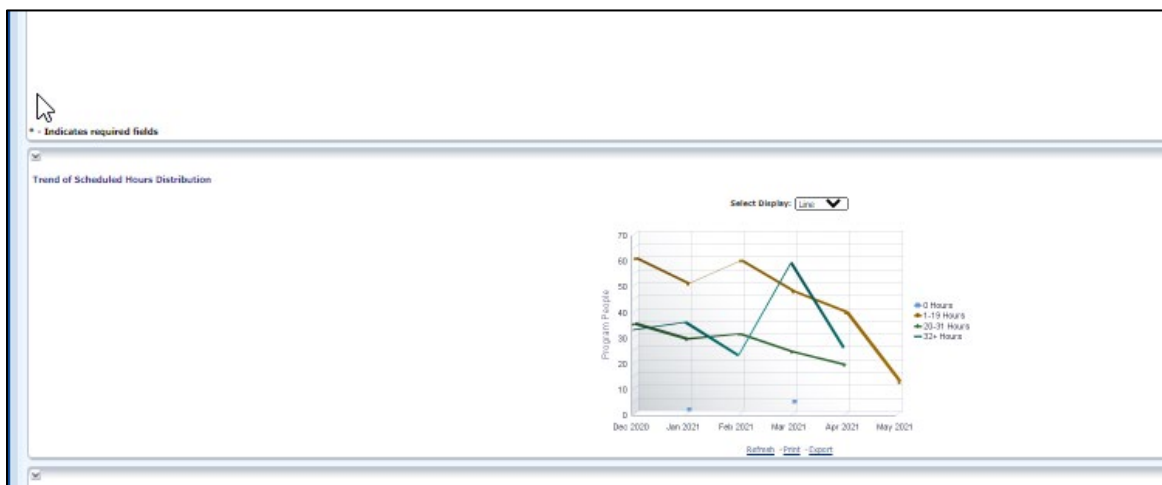 * - Indicates required fields
Trend of Scheduled Hours Distribution
Select Display: Line
70
60
50
40
30
20
10
0
Program People
Dec 2020 Jan 2021 Feb 2021 Mar 2021 Apr 2021 May 2021
0 Hours
1-19 Hours
20-31 Hours
32+ Hours
Refresh - Print - Export